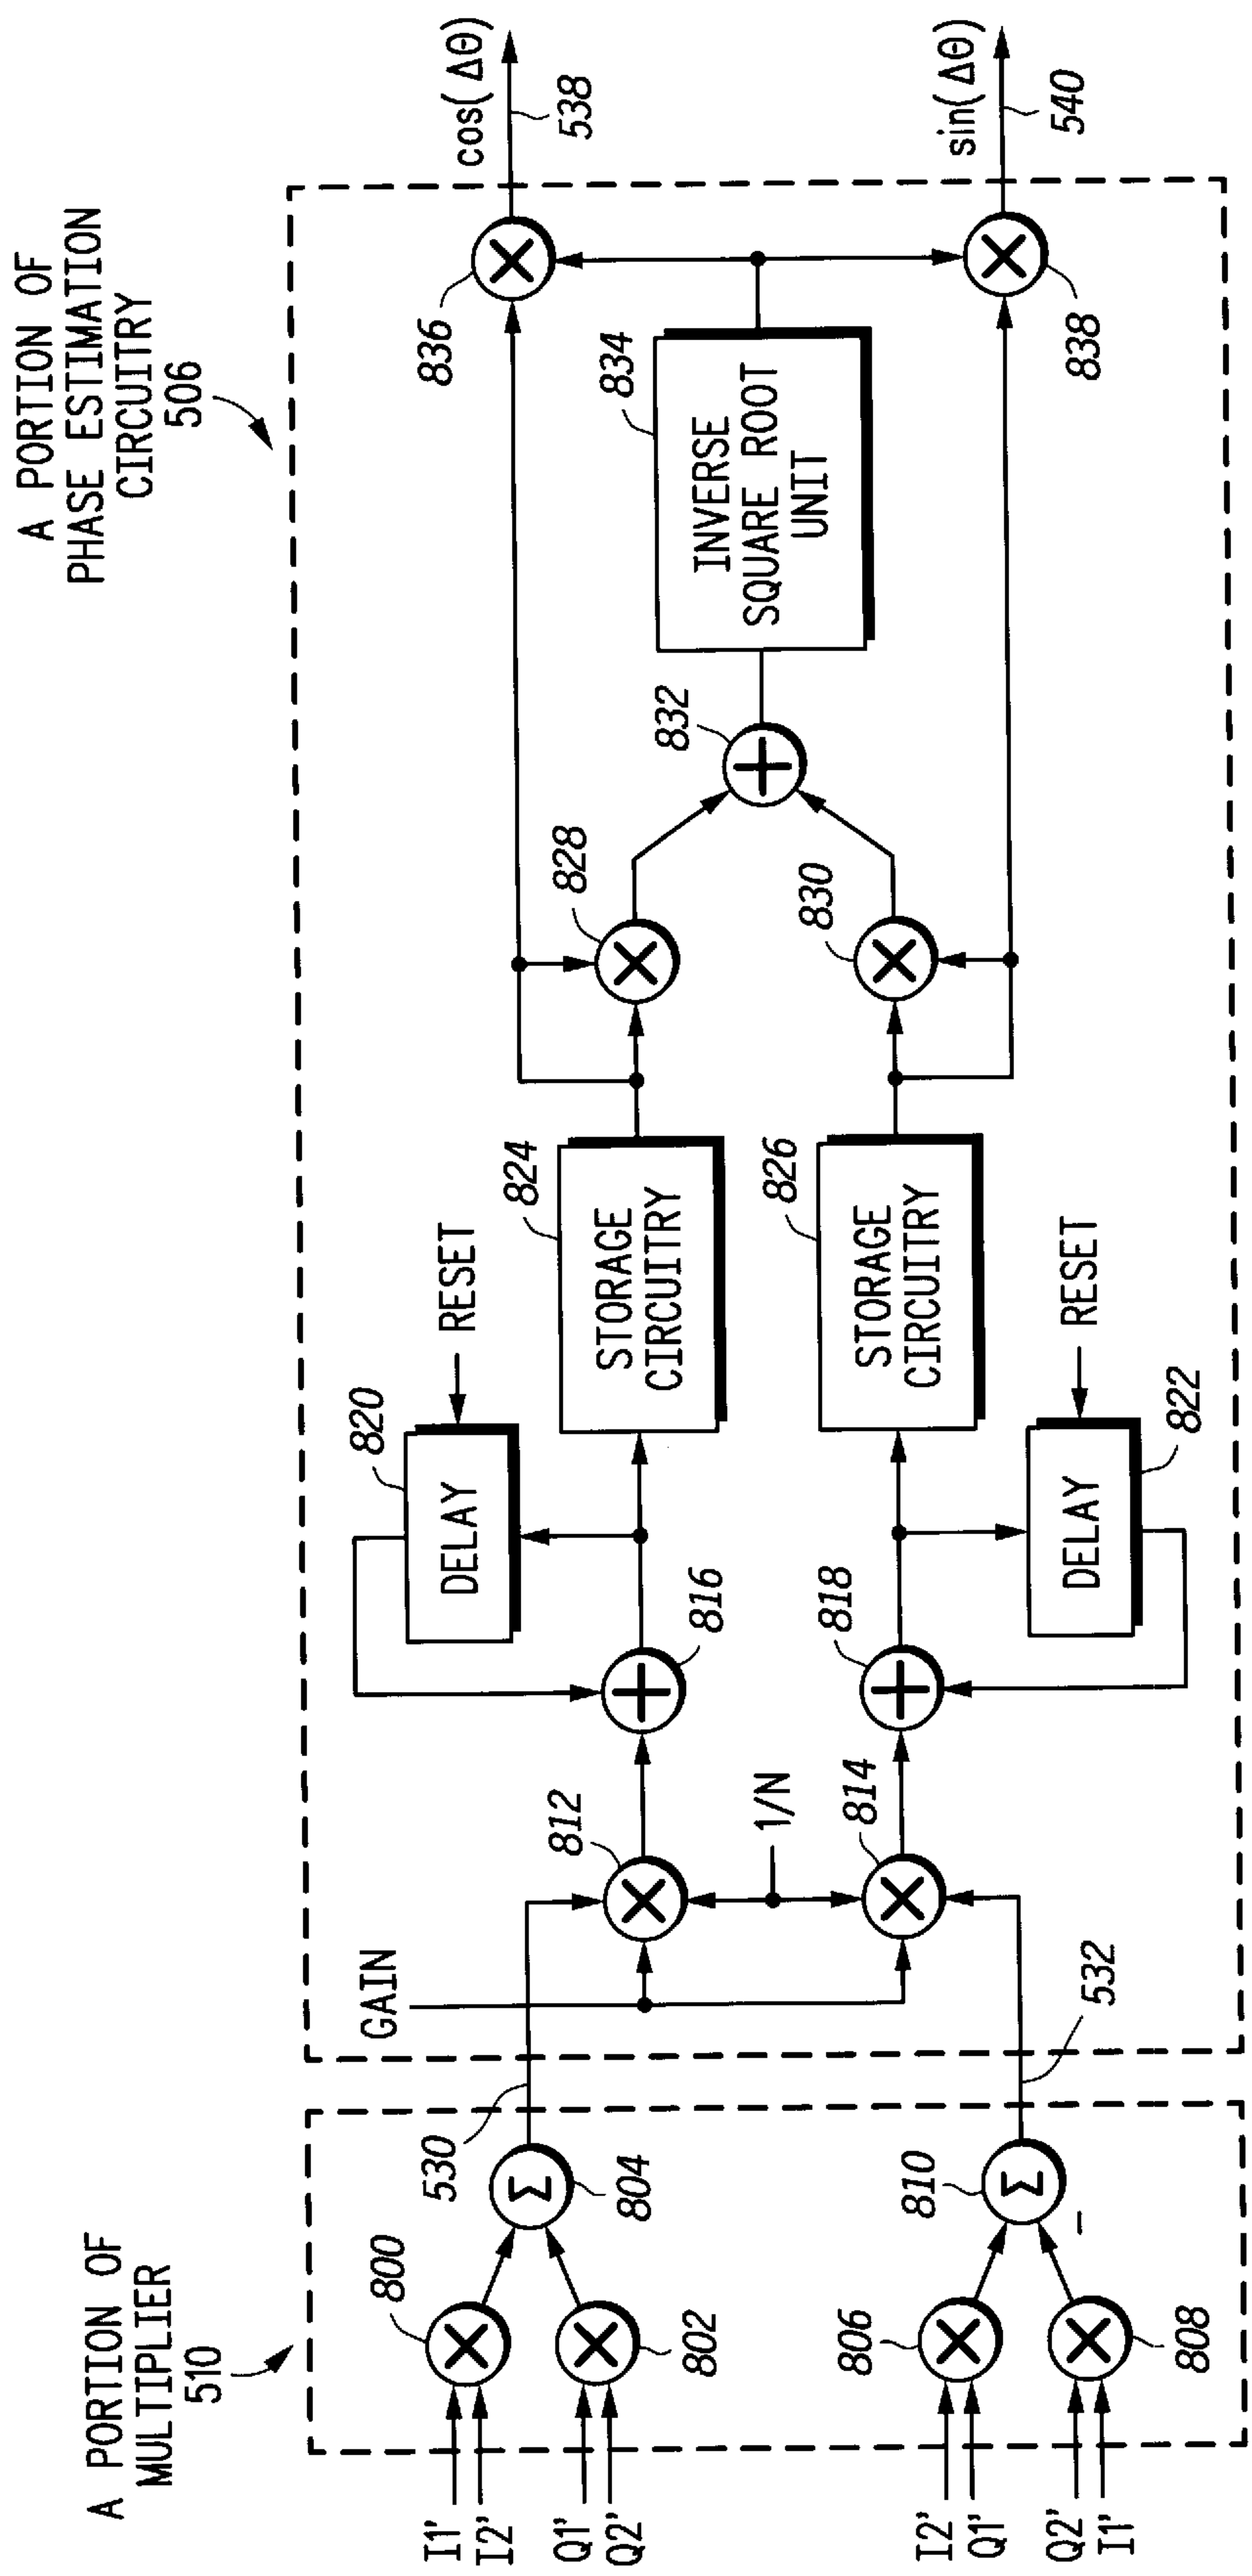 A PORTION OF
MULTIPLIER
510
A PORTION OF
PHASE ESTIMATION
CIRCUITRY
506
I1'
I2'
Q1'
Q2'
I2'
Q1'
Q2'
I1'
800
802
804
806
808
810
530
532
GAIN
812
1/N
814
816
818
820
DELAY
RESET
822
DELAY
RESET
824
STORAGE
CIRCUITRY
826
STORAGE
CIRCUITRY
828
830
832
834
INVERSE
SQUARE ROOT
UNIT
836
838
cos(ΔΘ)
538
sin(ΔΘ)
540
X
X
Σ
X
X
Σ
−
X
X
+
+
X
X
+
X
X